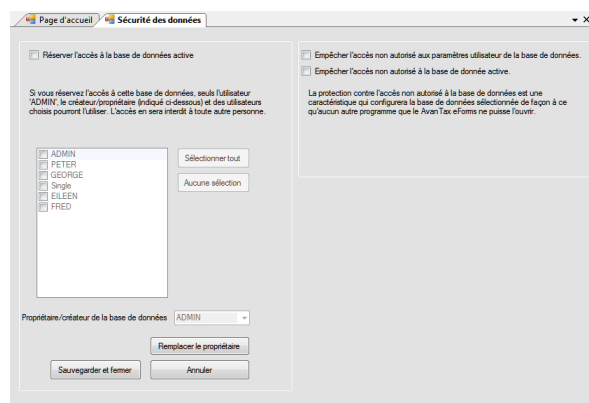 Page d'accueil
Sécurité des données
Réserver l'accès à la base de données active
Si vous réservez l'accès à cette base de données, seuls l'utilisateur
'ADMIN', le créateur/propriétaire (indiqué ci-dessous) et des utilisateurs
choisis pourront l'utiliser. L'accès en sera interdit à toute autre personne.
ADMIN
PETER
GEORGE
Single
EILEEN
FRED
Sélectionner tout
Aucune sélection
Propriétaire/créateur de la base de données
ADMIN
Remplacer le propriétaire
Sauvegarder et fermer
Annuler
Empêcher l'accès non autorisé aux paramètres utilisateur de la base de données.
Empêcher l'accès non autorisé à la base de donnée active.
La protection contre l'accès non autorisé à la base de données est une
caractéristique qui configurera la base de données sélectionnée de façon à ce
qu'aucun autre programme que le AvanTax eForms ne puisse l'ouvrir.